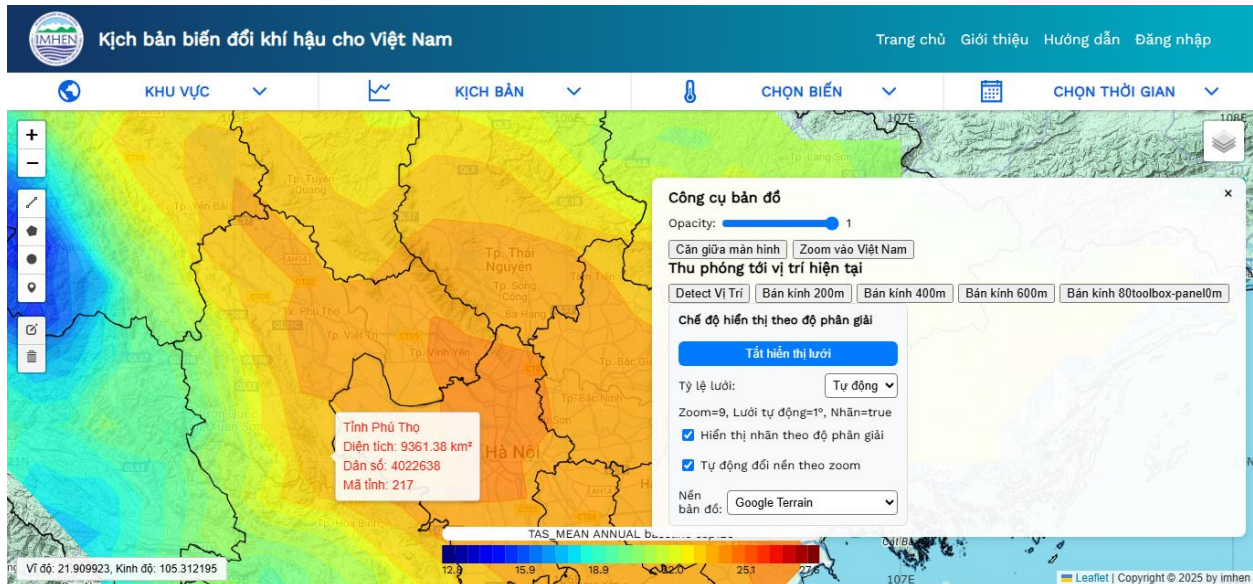 IMHEN
Kịch bản biến đổi khí hậu cho Việt Nam
Trang chủ Giới thiệu Hướng dẫn Đăng nhập
KHU VỰC
KỊCH BẢN
CHỌN BIẾN
CHỌN THỜI GIAN
107E
108E
+
−
Tp. Lạng Sơn
Tp. Tuyên
Quang
Tp. Yên Bái
Tp. Thái
Nguyên
Tp. Sông
Công
Tx. Phú Thọ
Tp. Việt Trì
Tp. Vĩnh Yên
Tp. Bắc Ninh
Hà Nội
Tp. Hòa Bình
Công cụ bản đồ
×
Opacity: 1
Căn giữa màn hình Zoom vào Việt Nam
Thu phóng tới vị trí hiện tại
Detect Vị Trí Bán kính 200m Bán kính 400m Bán kính 600m Bán kính 80toolbox-panel0m
Chế độ hiển thị theo độ phân giải
Tắt hiển thị lưới
Tỷ lệ lưới: Tự động
Zoom=9, Lưới tự động=1°, Nhãn=true
Hiển thị nhãn theo độ phân giải
Tự động đổi nền theo zoom
Nền
bản đồ: Google Terrain
Tỉnh Phú Thọ
Diện tích: 9361.38 km²
Dân số: 4022638
Mã tỉnh: 217
TAS_MEAN ANNUAL
12.8 15.9 18.9 22.0 25.1
Vĩ độ: 21.909923, Kinh độ: 105.312195
107E
Leaflet | Copyright © 2025 by imhen